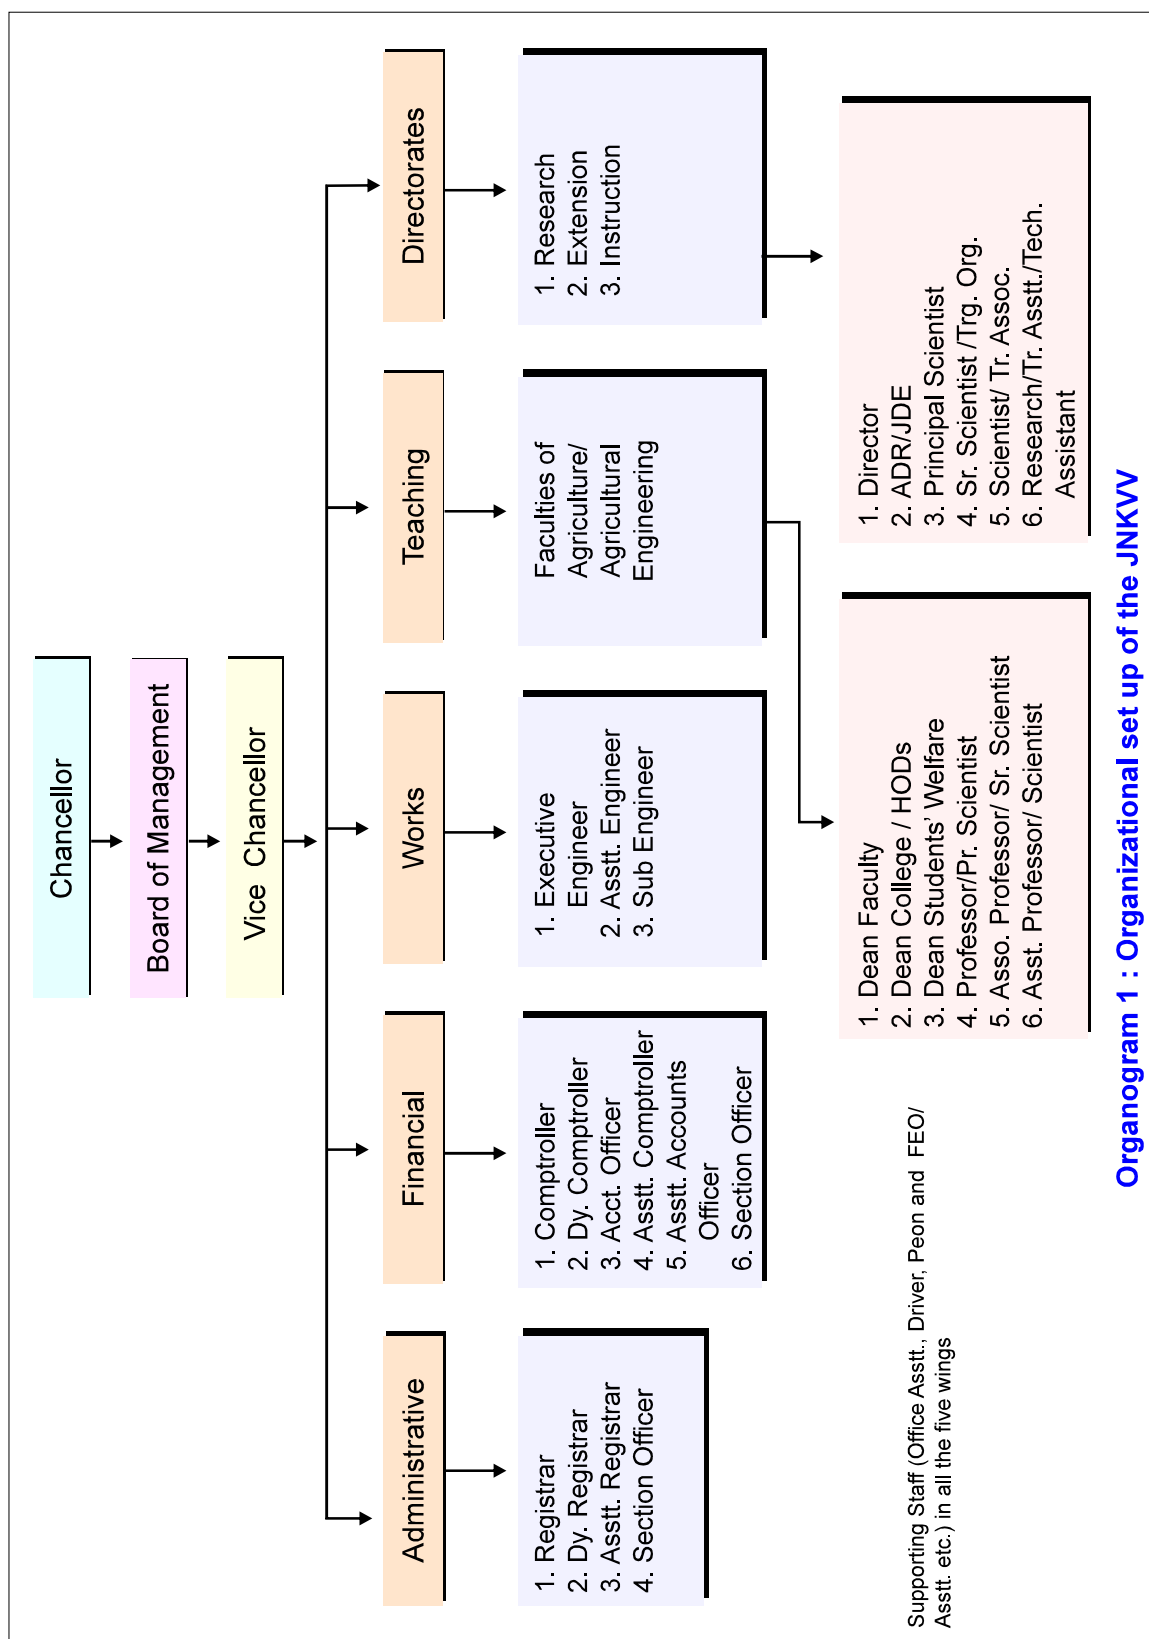 Chancellor
Board of Management
Vice Chancellor
Administrative
Financial
Works
Teaching
Directorates
1. Registrar
2. Dy. Registrar
3. Asstt. Registrar
4. Section Officer
1. Comptroller
2. Dy. Comptroller
3. Acct. Officer
4. Asstt. Comptroller
5. Asstt. Accounts
Officer
6. Section Officer
1. Executive
Engineer
2. Asstt. Engineer
3. Sub Engineer
Faculties of
Agriculture/
Agricultural
Engineering
1. Research
2. Extension
3. Instruction
1. Dean Faculty
2. Dean College / HODs
3. Dean Students' Welfare
4. Professor/Pr. Scientist
5. Asso. Professor/ Sr. Scientist
6. Asst. Professor/ Scientist
1. Director
2. ADR/JDE
3. Principal Scientist
4. Sr. Scientist /Trg. Org.
5. Scientist/ Tr. Assoc.
6. Research/Tr. Asstt./Tech.
Assistant
Supporting Staff (Office Asstt., Driver, Peon and FEO/
Asstt. etc.) in all the five wings
Organogram 1 : Organizational set up of the JNKVV